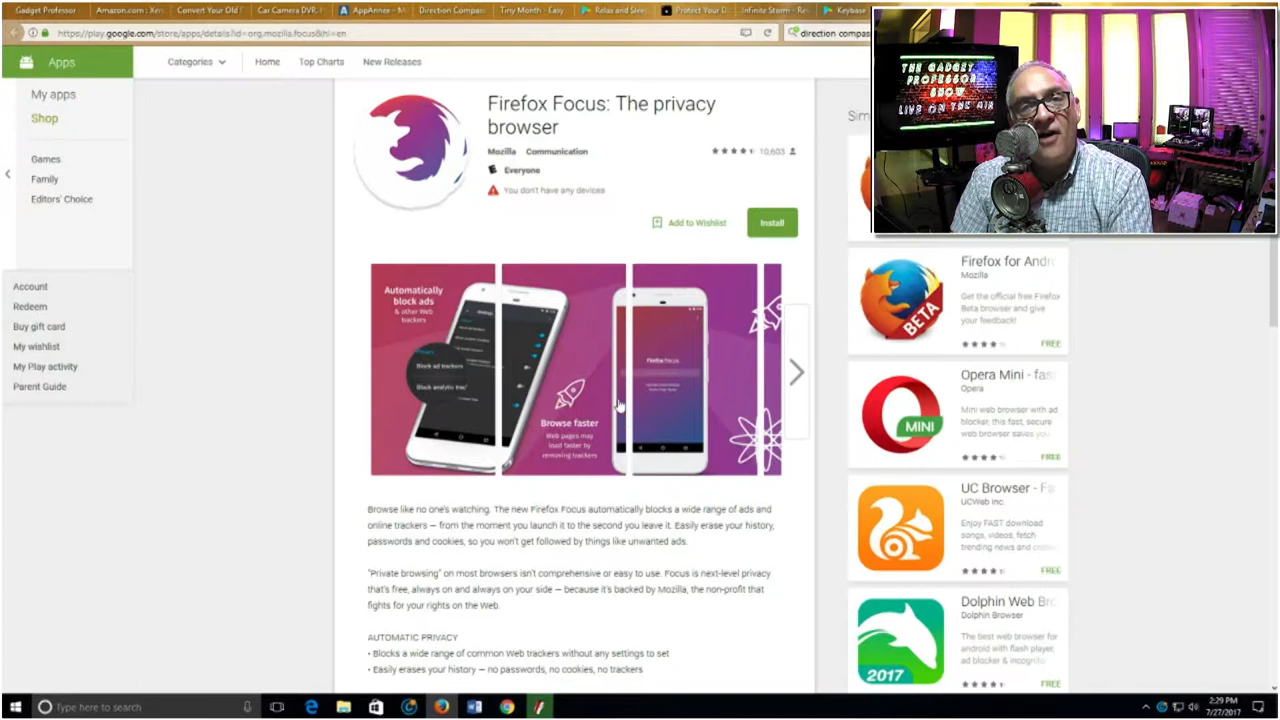 Gadget Professor
Amazon.com : Xen
Convert Your Old
Car Camera DVR.
AppAnnie – M
Direction Compass
Tiny Month - Easy
Relax and Slee
Protect Your D
Infinite Storm - Re
Keybase
https://play.google.com/store/apps/details?id=org.mozilla.focus&hl=en
direction compas
Apps
Categories
Home
Top Charts
New Releases
THE GADGET
PROFESSOR
SHOW
LIVE ON THE AIR
My apps
Shop
Games
Family
Editors' Choice
Account
Redeem
Buy gift card
My wishlist
My Play activity
Parent Guide
Firefox Focus: The privacy
browser
Mozilla Communication
10,603
Everyone
You don't have any devices
Add to Wishlist
Install
Automatically
block ads
& other Web
trackers
Settings
Block ad trackers
Block analytic trac
Browse faster
Web pages may
load faster by
removing trackers
Firefox Focus
Browse like no one's watching. The new Firefox Focus automatically blocks a wide range of ads and
online trackers — from the moment you launch it to the second you leave it. Easily erase your history,
passwords and cookies, so you won't get followed by things like unwanted ads.
"Private browsing" on most browsers isn't comprehensive or easy to use. Focus is next-level privacy
that's free, always on and always on your side — because it's backed by Mozilla, the non-profit that
fights for your rights on the Web.
AUTOMATIC PRIVACY
• Blocks a wide range of common Web trackers without any settings to set
• Easily erases your history — no passwords, no cookies, no trackers
Sim
Firefox for Andr
Mozilla
Get the official free Firefox
Beta browser and give
your feedback!
BETA
FREE
Opera Mini - fas
Opera
Mini web browser with ad
blocker, this fast, secure
web browser saves you
MINI
FREE
UC Browser - Fa
UCWeb Inc.
Enjoy FAST download
songs, videos, fetch
trending news and
FREE
Dolphin Web Br
Dolphin Browser
The best web browser for
android with flash player,
ad blocker & incognito
2017
FREE
Type here to search
2:29 PM
7/27/2017